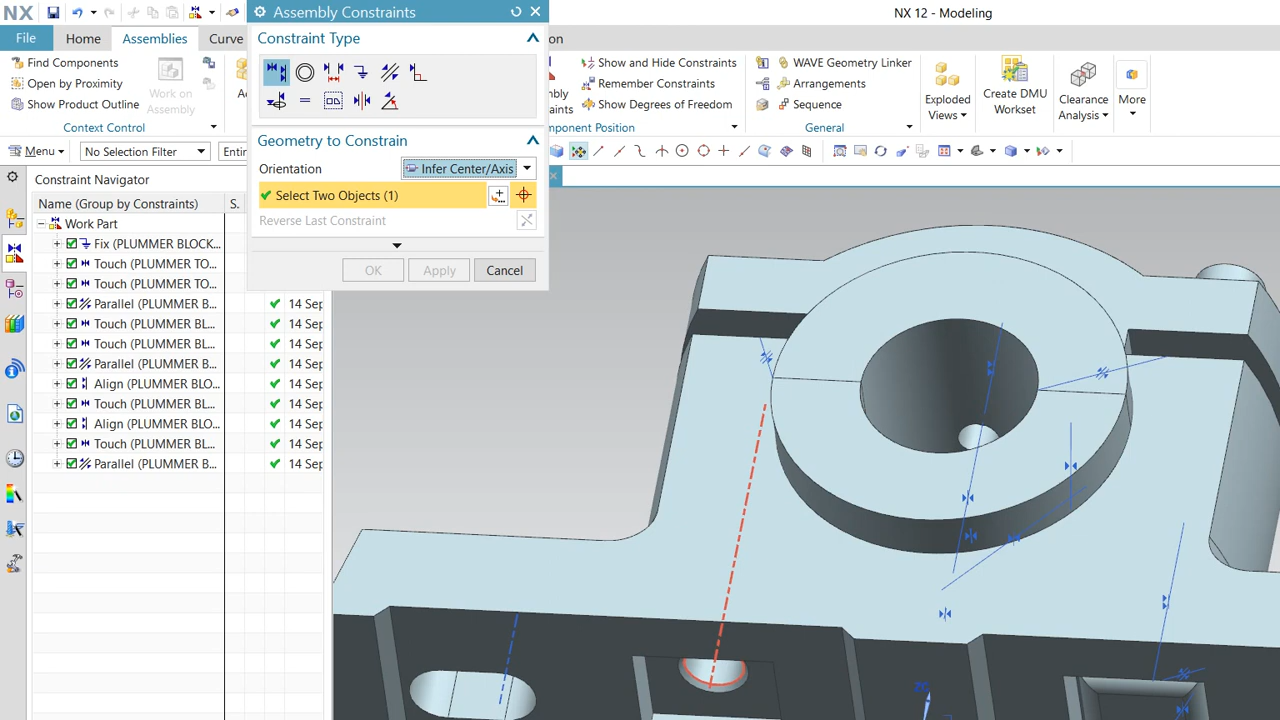 NX
NX 12 - Modeling
Assembly Constraints
File
Home
Assemblies
Curve
Find Components
Open by Proximity
Show Product Outline
Work on
Assembly
Context Control
Show and Hide Constraints
Remember Constraints
Show Degrees of Freedom
WAVE Geometry Linker
Arrangements
Sequence
General
Exploded
Views
Create DMU
Workset
Clearance
Analysis
More
Constraint Type
Geometry to Constrain
Orientation
Infer Center/Axis
Select Two Objects (1)
Reverse Last Constraint
OK
Apply
Cancel
Menu
No Selection Filter
Constraint Navigator
Name (Group by Constraints)
S.
Work Part
Fix (PLUMMER BLOCK...
Touch (PLUMMER TO...
Touch (PLUMMER TO...
Parallel (PLUMMER B...
14 Sep
Touch (PLUMMER BL...
14 Sep
Touch (PLUMMER BL...
14 Sep
Parallel (PLUMMER B...
14 Sep
Align (PLUMMER BLO...
14 Sep
Touch (PLUMMER BL...
14 Sep
Align (PLUMMER BLO...
14 Sep
Touch (PLUMMER BL...
14 Sep
Parallel (PLUMMER B...
14 Sep